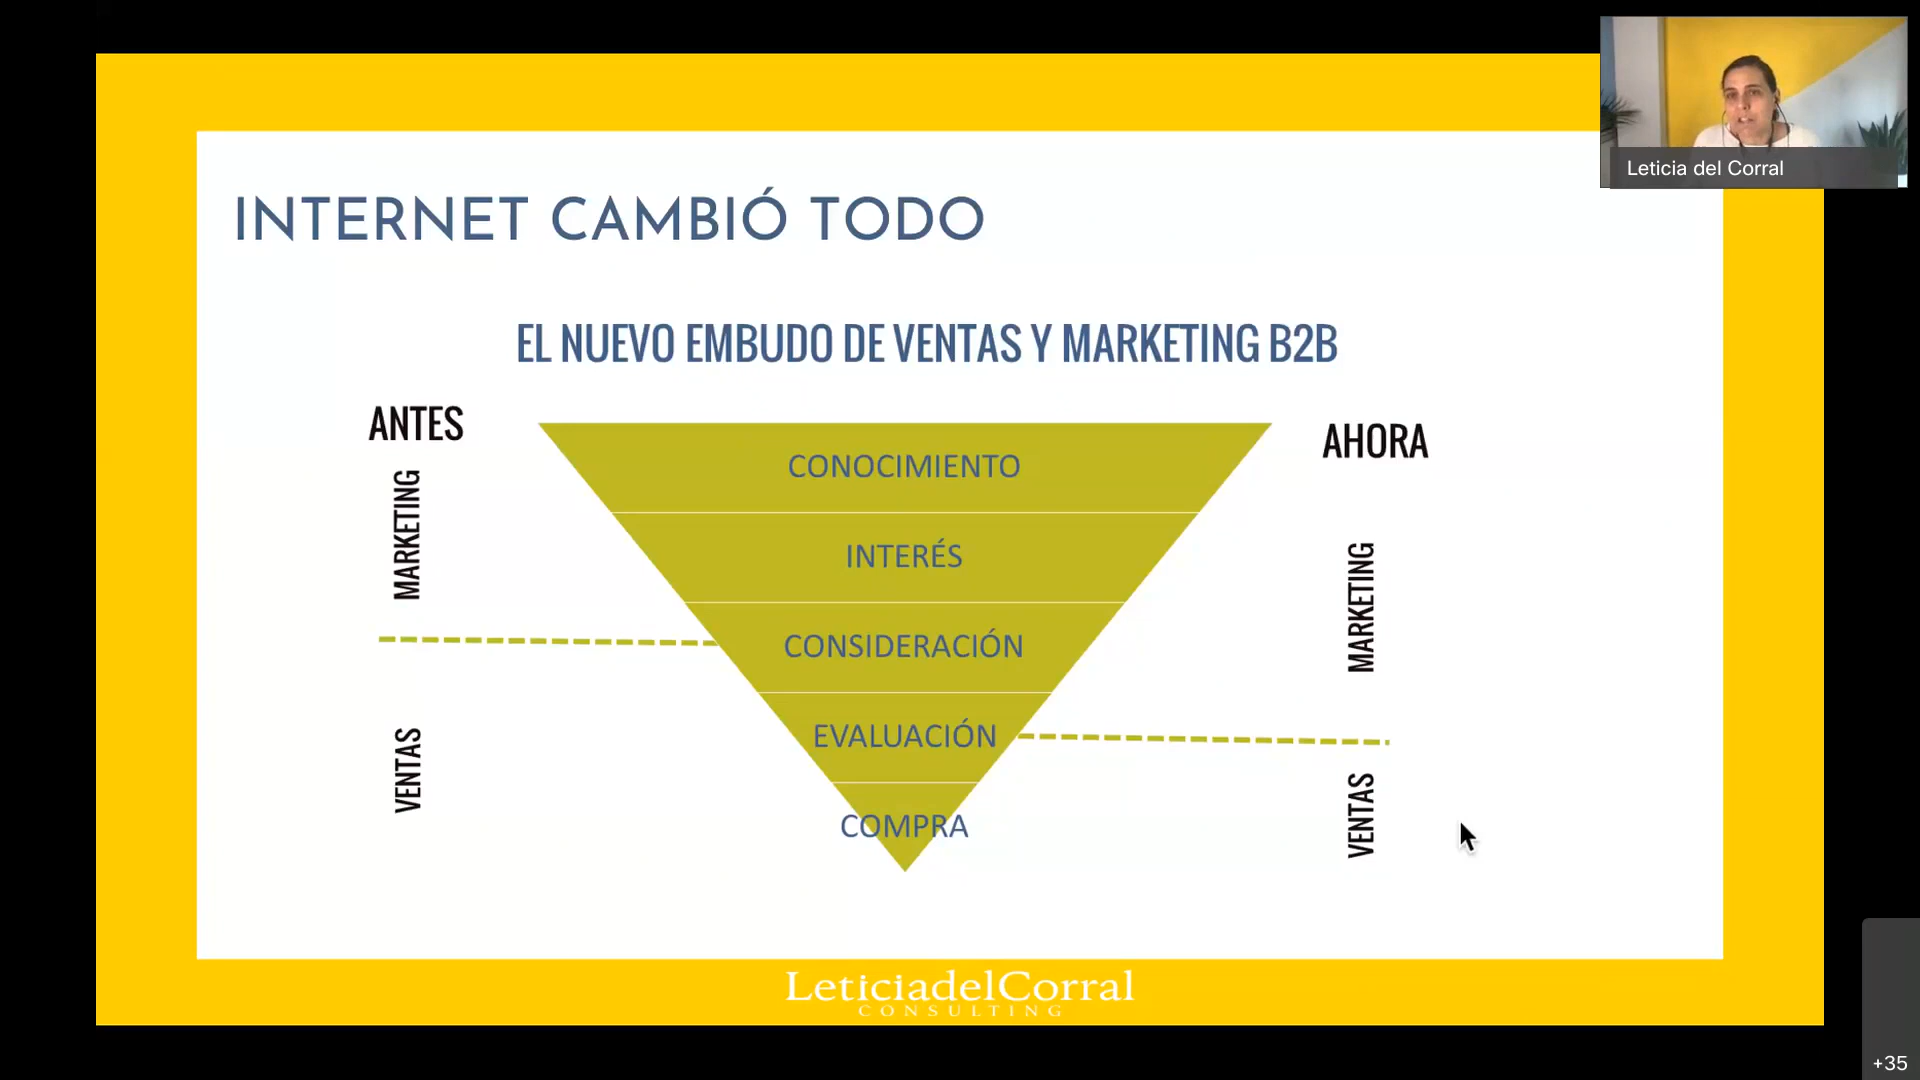 Leticia del Corral
INTERNET CAMBIÓ TODO
EL NUEVO EMBUDO DE VENTAS Y MARKETING B2B
ANTES
MARKETING
VENTAS
CONOCIMIENTO
INTERÉS
CONSIDERACIÓN
EVALUACIÓN
COMPRA
AHORA
MARKETING
VENTAS
LeticiadelCorral
CONSULTING
+35